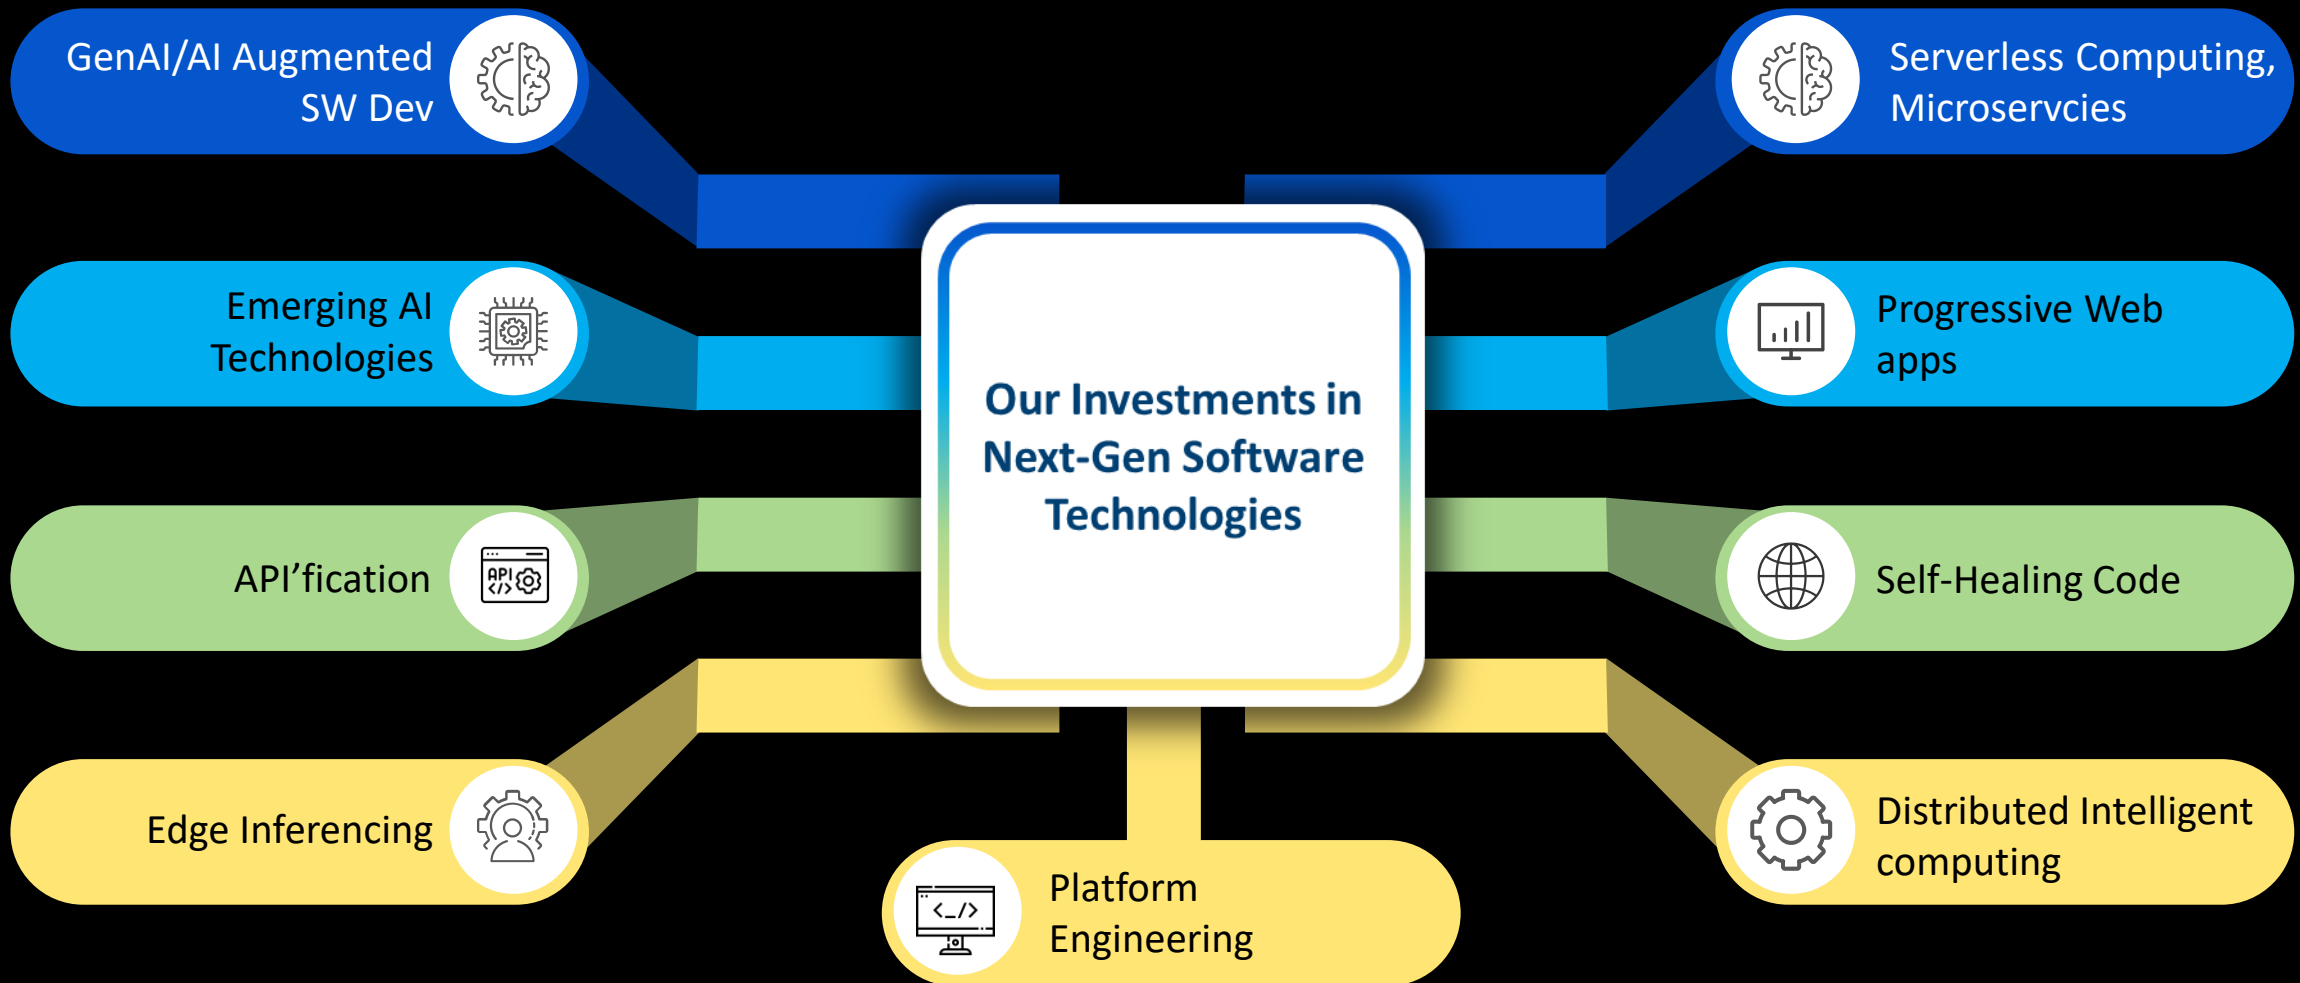 GenAI/AI Augmented
SW Dev
Serverless Computing,
Microservcies
Emerging AI
Technologies
Progressive Web
apps
Our Investments in
Next-Gen Software
Technologies
API’fication
API
</>
Self-Healing Code
Edge Inferencing
Distributed Intelligent
computing
Platform
Engineering
<_/>